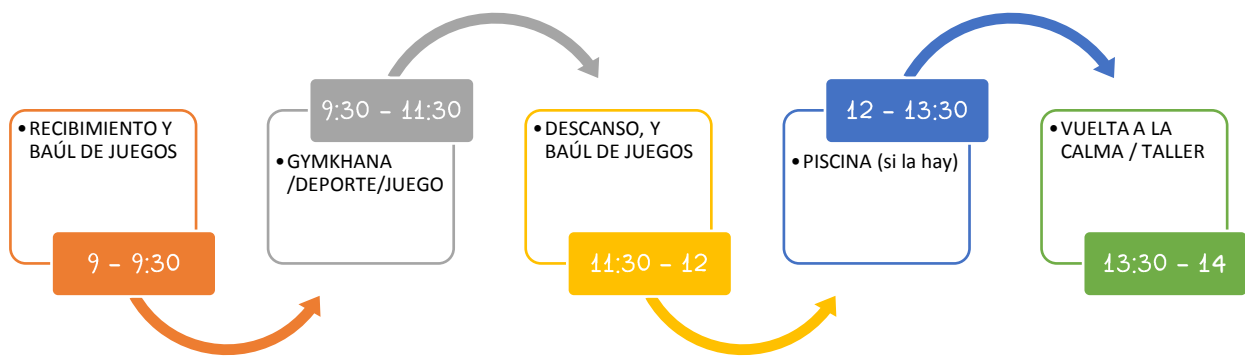 • RECIBIMIENTO Y
BAÚL DE JUEGOS
9 - 9:30
9:30 - 11:30
• GYMKHANA
/DEPORTE/JUEGO
• DESCANSO, Y
BAÚL DE JUEGOS
11:30 - 12
12 - 13:30
• PISCINA (si la hay)
• VUELTA A LA
CALMA / TALLER
13:30 - 14